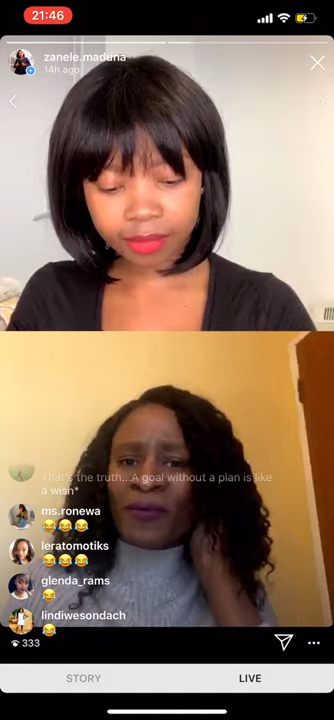 21:46
zanele.maduna
14h ago
That's the truth...A goal without a plan is like
a wish*
ms.ronewa
😂😂😂
leratomotiks
😂😂😂
glenda_rams
😂
lindiwesondach
😂
333
STORY LIVE